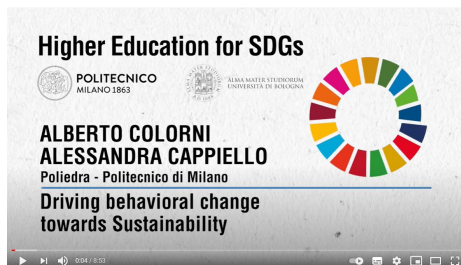 Higher Education for SDGs
POLITECNICO
MILANO 1863
ALMA MATER STUDIORUM
UNIVERSITÀ DI BOLOGNA
ALBERTO COLORNI
ALESSANDRA CAPPIELLO
Poliedra - Politecnico di Milano
Driving behavioral change
towards Sustainability
0:04 / 8:53